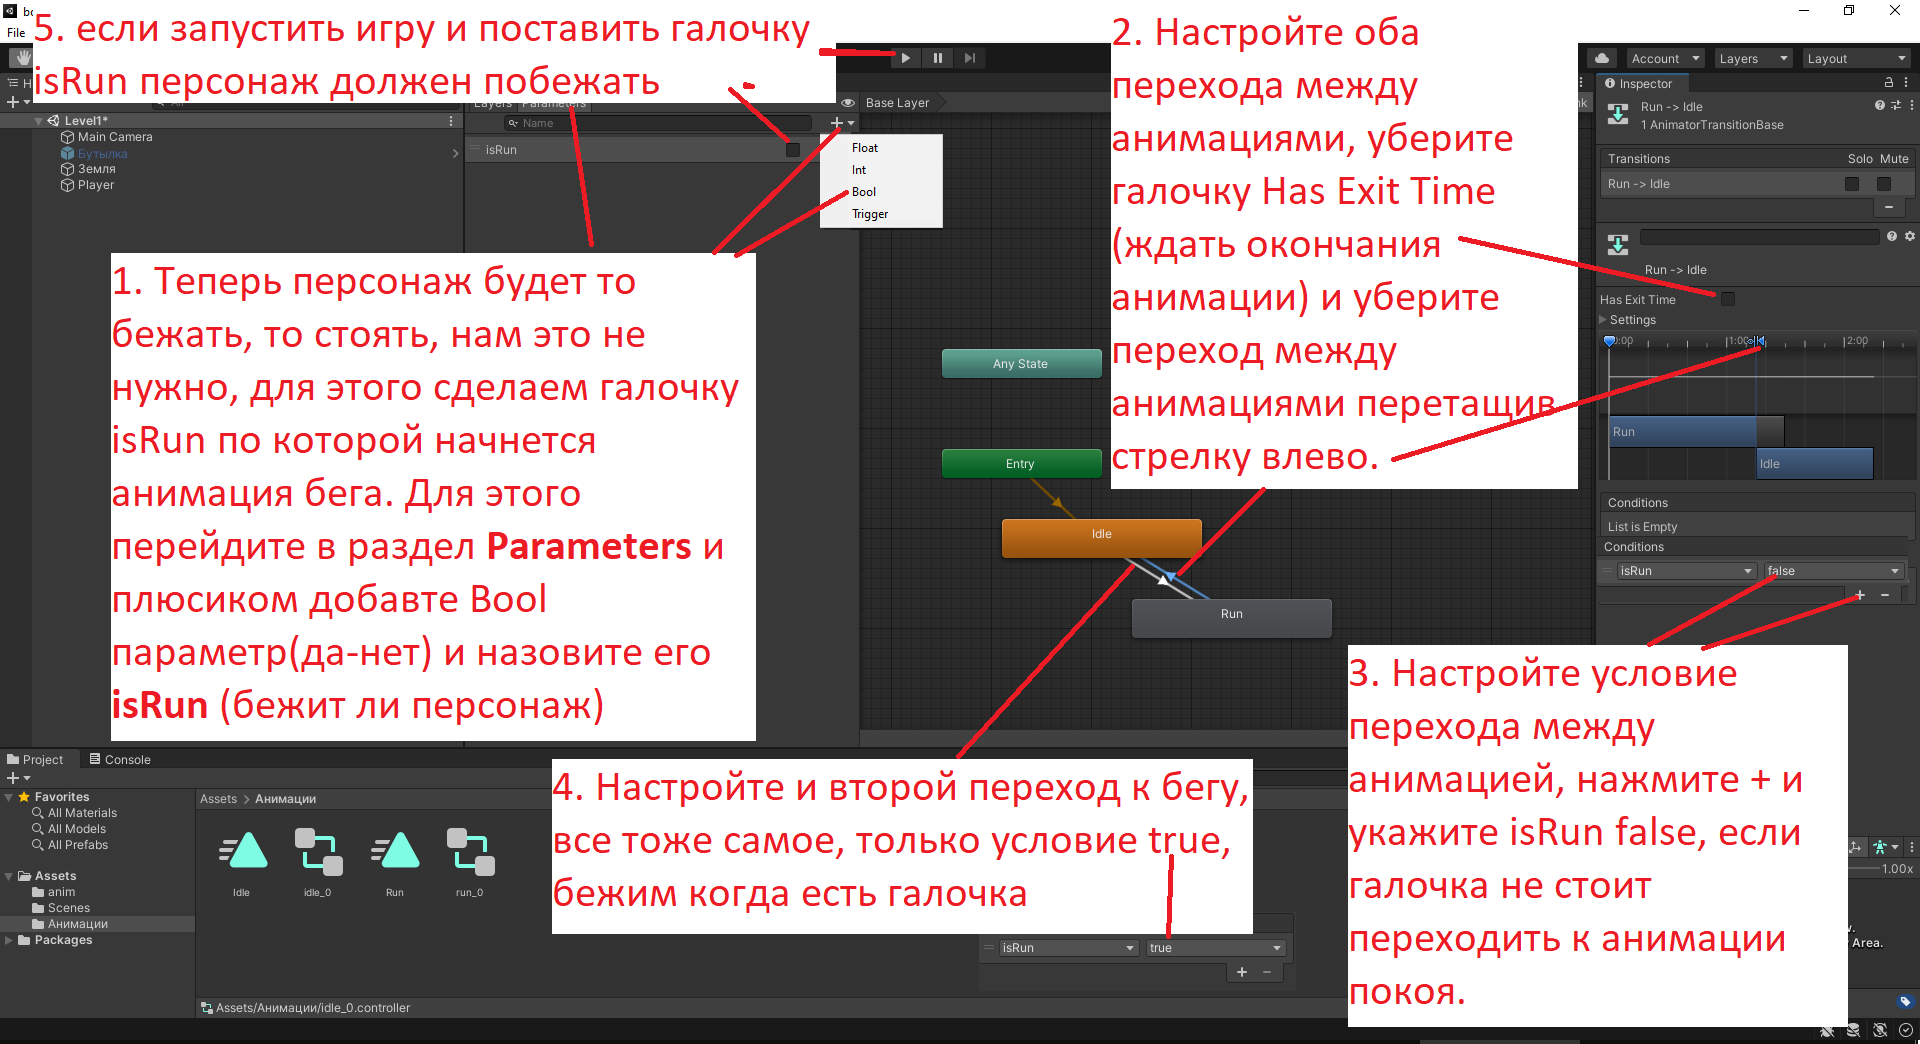 5. если запустить игру и поставить галочку
isRun персонаж должен побежать
File
Account
Layers
Layout
Layers
Parameters
Base Layer
Name
isRun
Float
Int
Bool
Trigger
Level1*
Main Camera
Бутылка
Земля
Player
1. Теперь персонаж будет то
бежать, то стоять, нам это не
нужно, для этого сделаем галочку
isRun по которой начнется
анимация бега. Для этого
перейдите в раздел Parameters и
плюсиком добавте Bool
параметр(да-нет) и назовите его
isRun (бежит ли персонаж)
2. Настройте оба
перехода между
анимациями, уберите
галочку Has Exit Time
(ждать окончания
анимации) и уберите
переход между
анимациями перетащив
стрелку влево.
Any State
Entry
Idle
Run
Inspector
Run -> Idle
1 AnimatorTransitionBase
Transitions
Solo
Mute
Run -> Idle
Run -> Idle
Has Exit Time
Settings
0:00
1:00
2:00
Run
Idle
Conditions
List is Empty
Conditions
isRun
false
3. Настройте условие
перехода между
анимацией, нажмите + и
укажите isRun false, если
галочка не стоит
переходить к анимации
покоя.
4. Настройте и второй переход к бегу,
все тоже самое, только условие true,
бежим когда есть галочка
isRun
true
Project
Console
Favorites
All Materials
All Models
All Prefabs
Assets
anim
Scenes
Анимации
Packages
Assets > Анимации
Idle
idle_0
Run
run_0
Assets/Анимации/idle_0.controller
1.00x
Area.